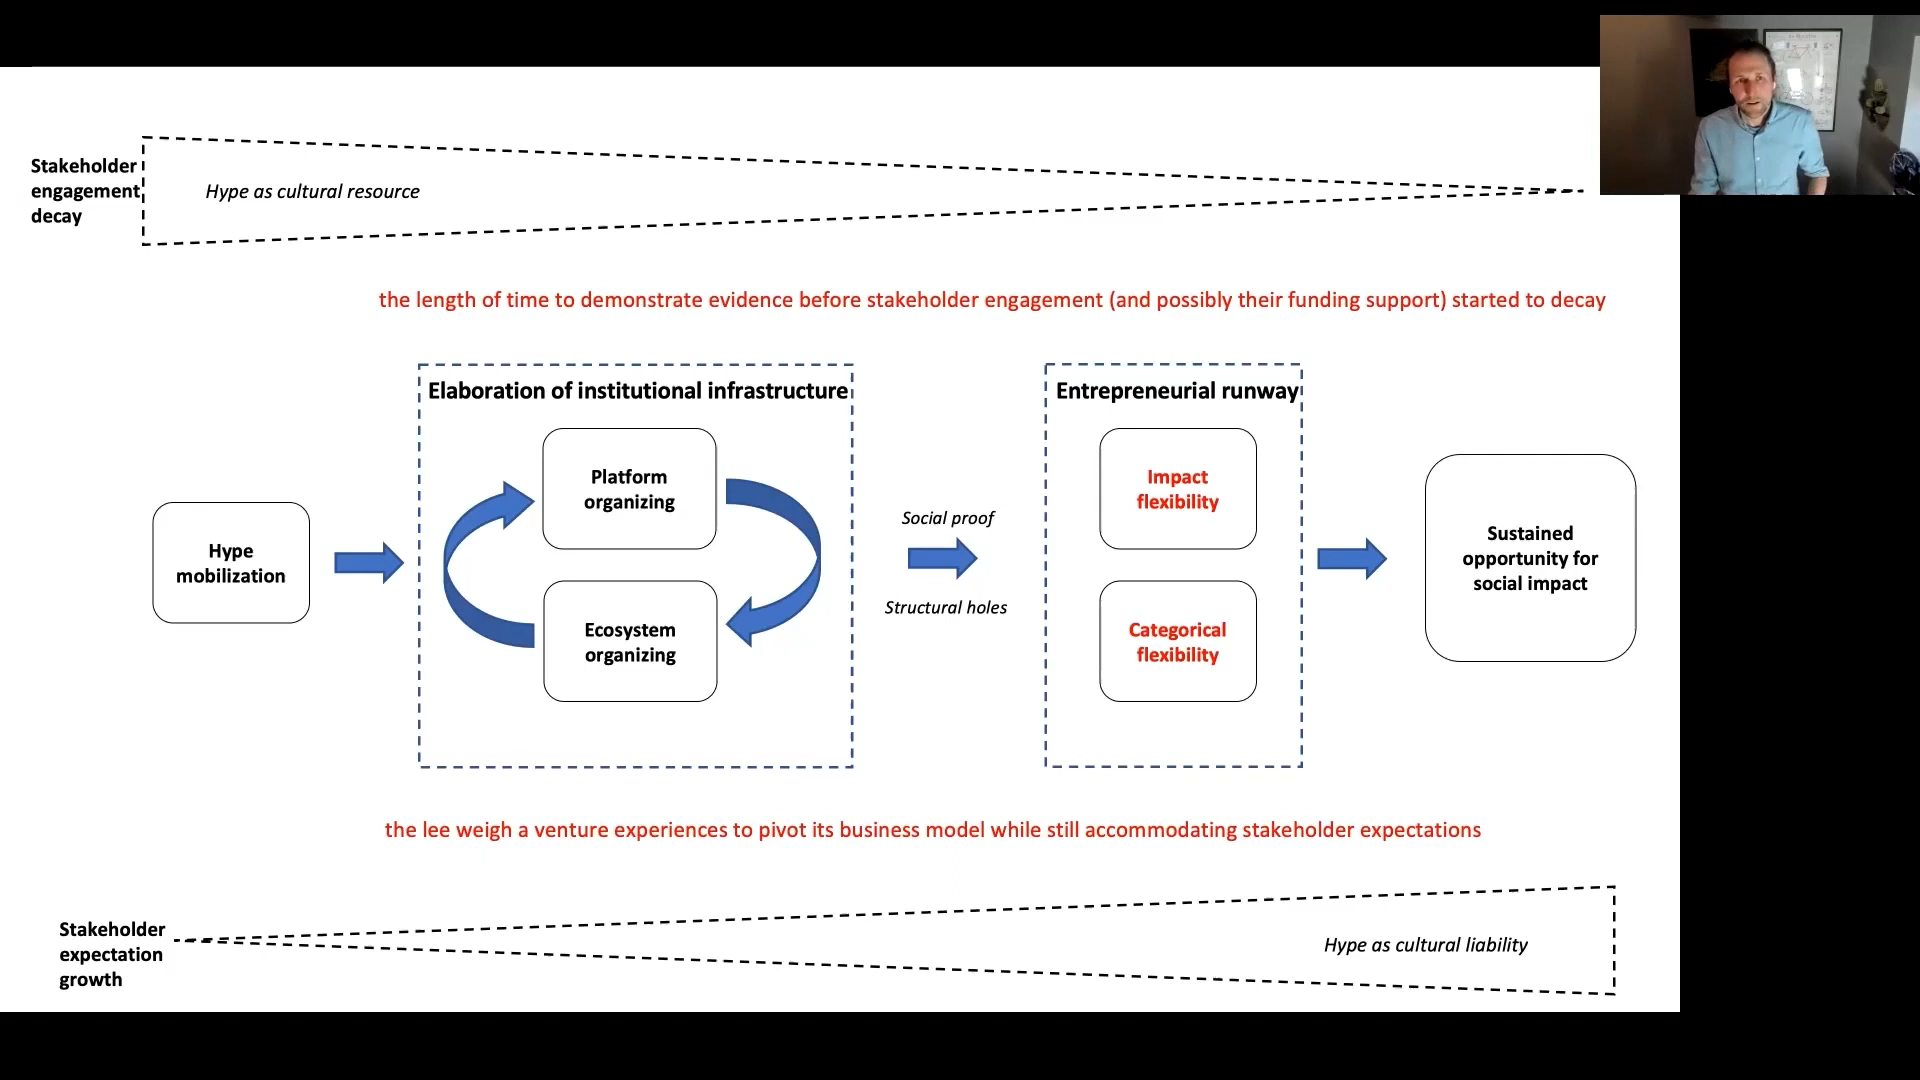 Stakeholder
engagement
decay
Hype as cultural resource
the length of time to demonstrate evidence before stakeholder engagement (and possibly their funding support) started to decay
Elaboration of institutional infrastructure
Entrepreneurial runway
Platform
organizing
Impact
flexibility
Hype
mobilization
Social proof
Structural holes
Sustained
opportunity for
social impact
Ecosystem
organizing
Categorical
flexibility
the lee weigh a venture experiences to pivot its business model while still accommodating stakeholder expectations
Stakeholder
expectation
growth
Hype as cultural liability